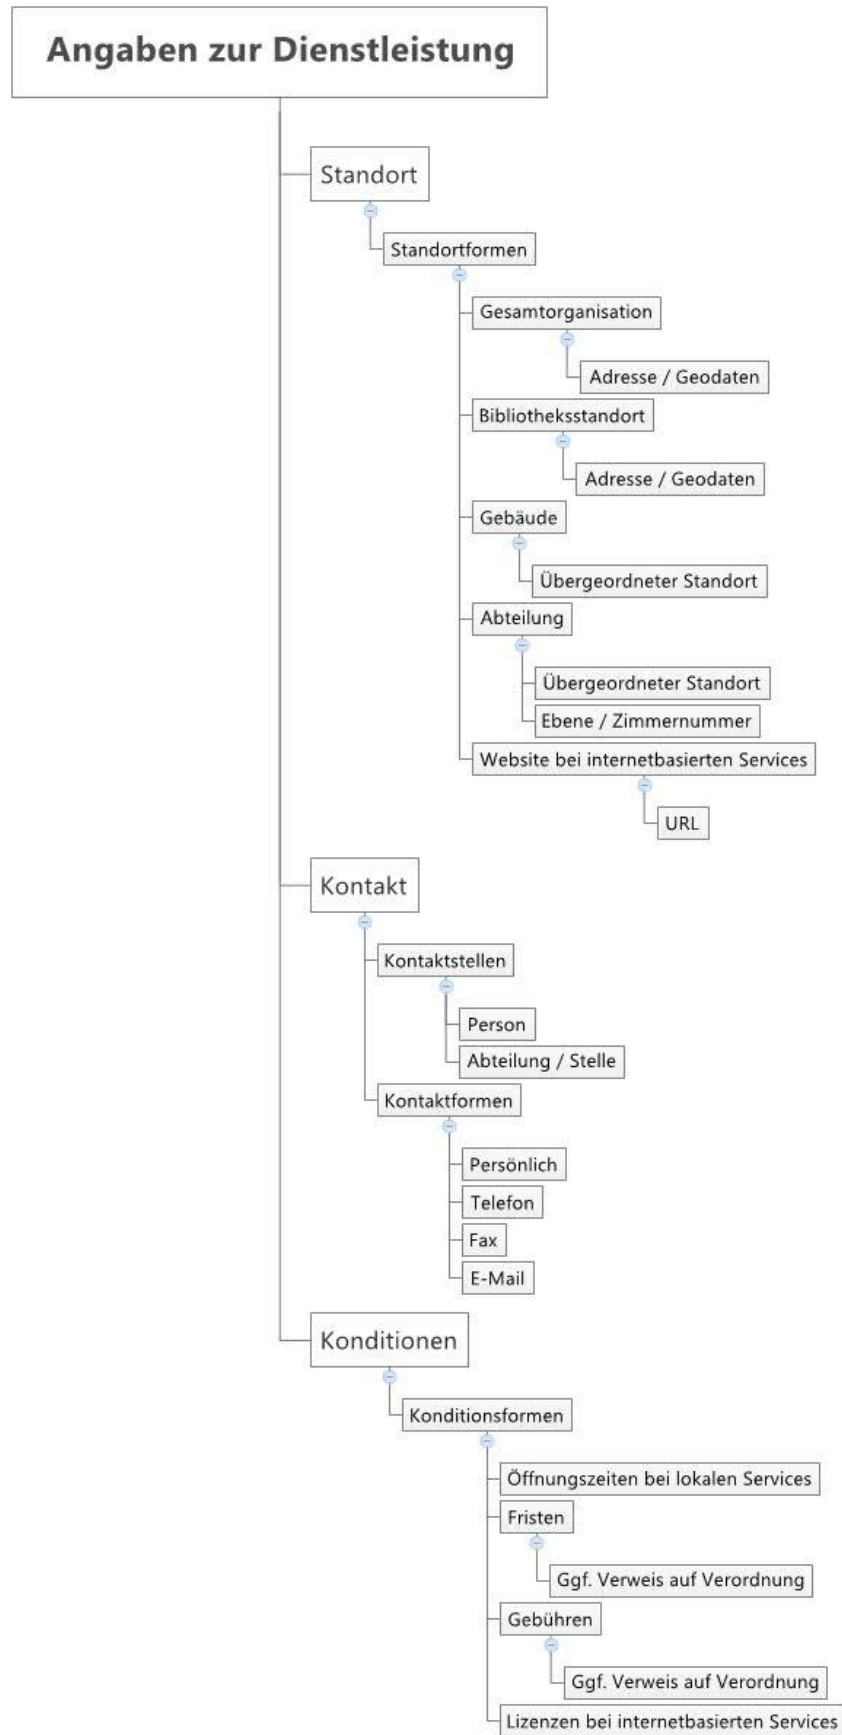 Angaben zur Dienstleistung
Standort
Standortformen
Gesamtorganisation
Adresse / Geodaten
Bibliotheksstandort
Adresse / Geodaten
Gebäude
Übergeordneter Standort
Abteilung
Übergeordneter Standort
Ebene / Zimmernummer
Website bei internetbasierten Services
URL
Kontakt
Kontaktstellen
Person
Abteilung / Stelle
Kontaktformen
Persönlich
Telefon
Fax
E-Mail
Konditionen
Konditionsformen
Öffnungszeiten bei lokalen Services
Fristen
Ggf. Verweis auf Verordnung
Gebühren
Ggf. Verweis auf Verordnung
Lizenzen bei internetbasierten Services